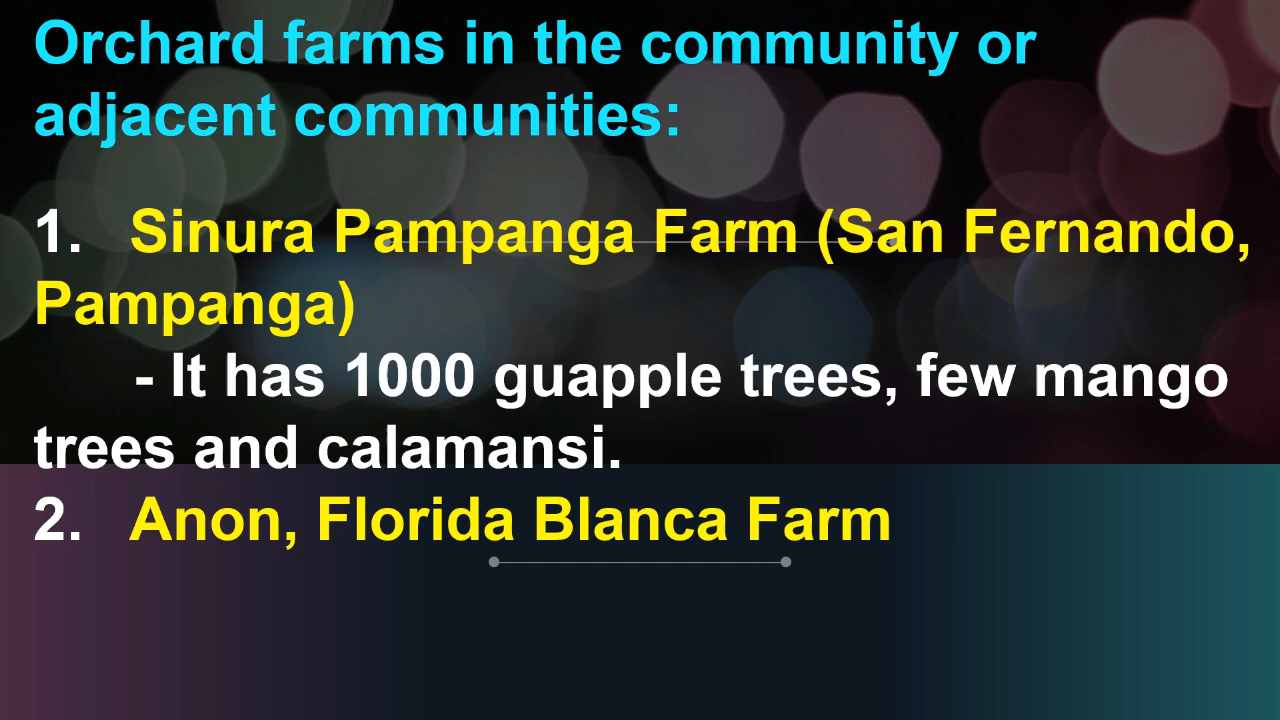 Orchard farms in the community or
adjacent communities:
1. Sinura Pampanga Farm (San Fernando,
Pampanga)
- It has 1000 guapple trees, few mango
trees and calamansi.
2. Anon, Florida Blanca Farm